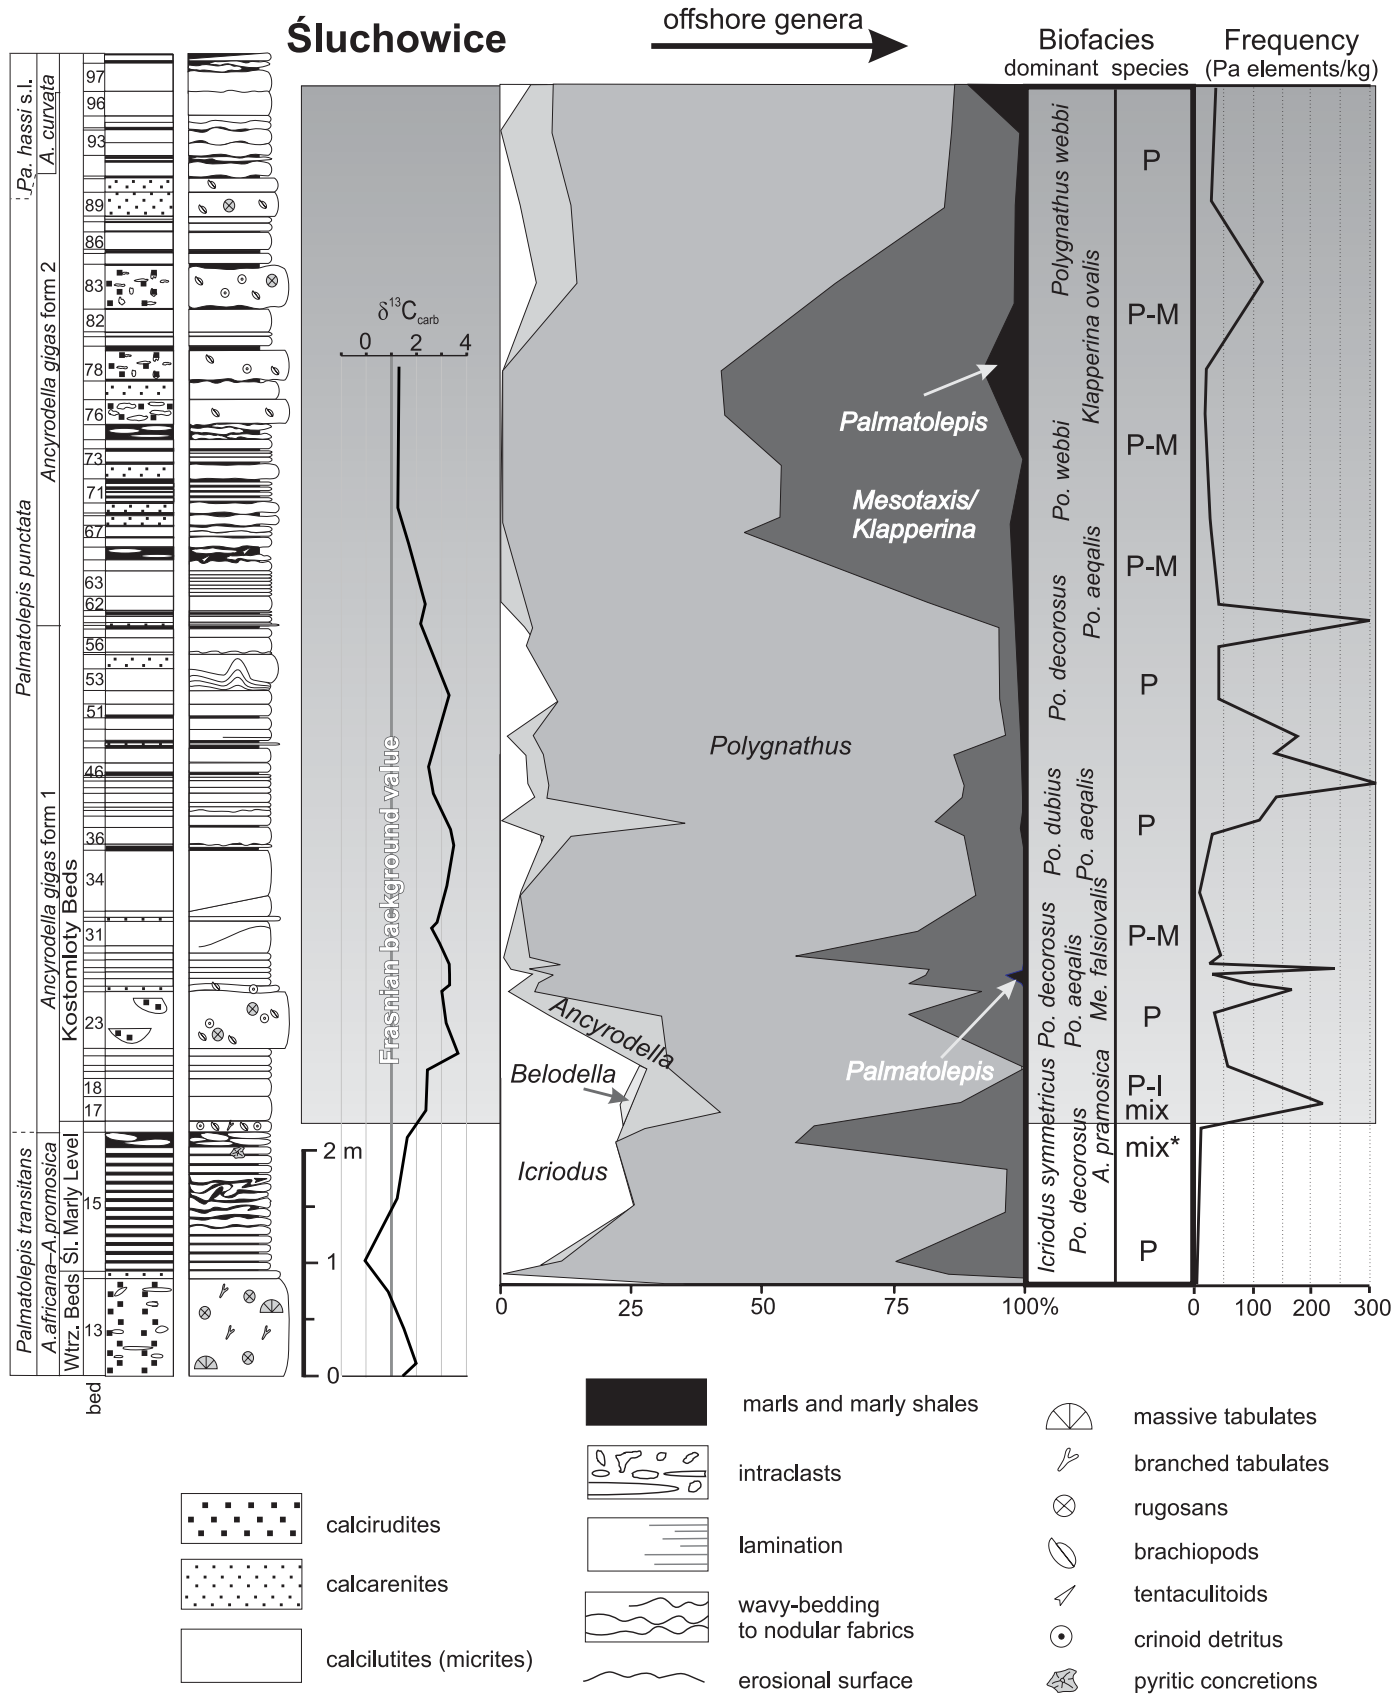 Śluchowice
offshore genera
Biofacies
dominant species
Frequency
(Pa elements/kg)
Pa. hassi s.l.
A. curvata
Palmatolepis punctata
Ancyrodella gigas form 2
Ancyrodella gigas form 1
Kostomłoty Beds
Palmatolepis transitans
A.africana–A.promosica
Śl. Marly Level
Wtrz. Beds
bed
97
96
93
89
86
83
82
78
76
73
71
67
63
62
56
53
51
46
36
34
31
23
18
17
15
13
δ13Ccarb
0 2 4
Frasnian background value
2 m
1
0
Palmatolepis
Mesotaxis/
Klapperina
Polygnathus
Ancyrodella
Belodella
Palmatolepis
Icriodus
0 25 50 75 100%
Polygnathus webbi
Klapperina ovalis
Po. webbi
Po. aeqalis
Po. decorosus
Po. dubius
Po. aeqalis
Po. decorosus
Po. aeqalis
Me. falsiovalis
Icriodus symmetricus
Po. decorosus
A. pramosica
P
P-M
P-M
P-M
P
P
P-M
P
P-I
mix
mix*
P
0 100 200 300
marls and marly shales
intraclasts
lamination
wavy-bedding
to nodular fabrics
erosional surface
calcirudites
calcarenites
calcilutites (micrites)
massive tabulates
branched tabulates
rugosans
brachiopods
tentaculitoids
crinoid detritus
pyritic concretions